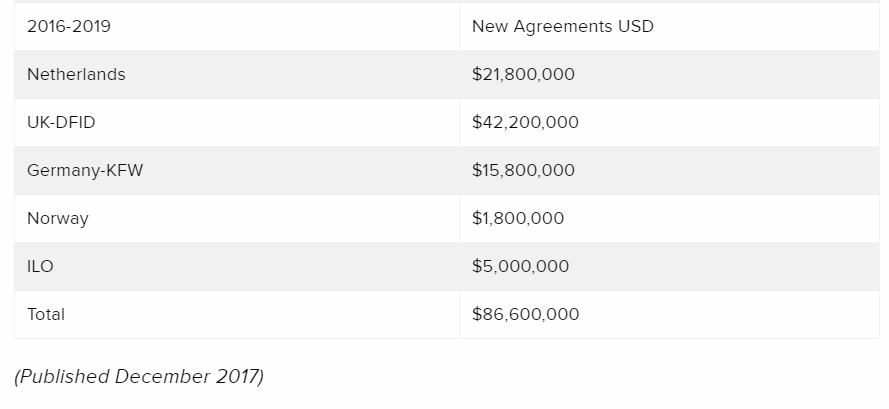 2016-2019 New Agreements USD
Netherlands $21,800,000
UK-DFID $42,200,000
Germany-KFW $15,800,000
Norway $1,800,000
ILO $5,000,000
Total $86,600,000
(Published December 2017)